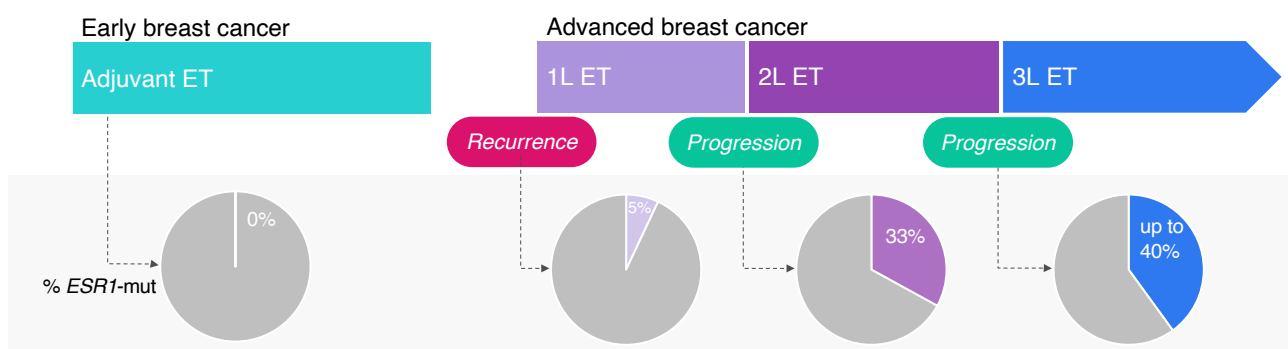 Early breast cancer
Advanced breast cancer
Adjuvant ET
1L ET
2L ET
3L ET
Recurrence
Progression
Progression
% ESR1-mut
0%
5%
33%
up to
40%